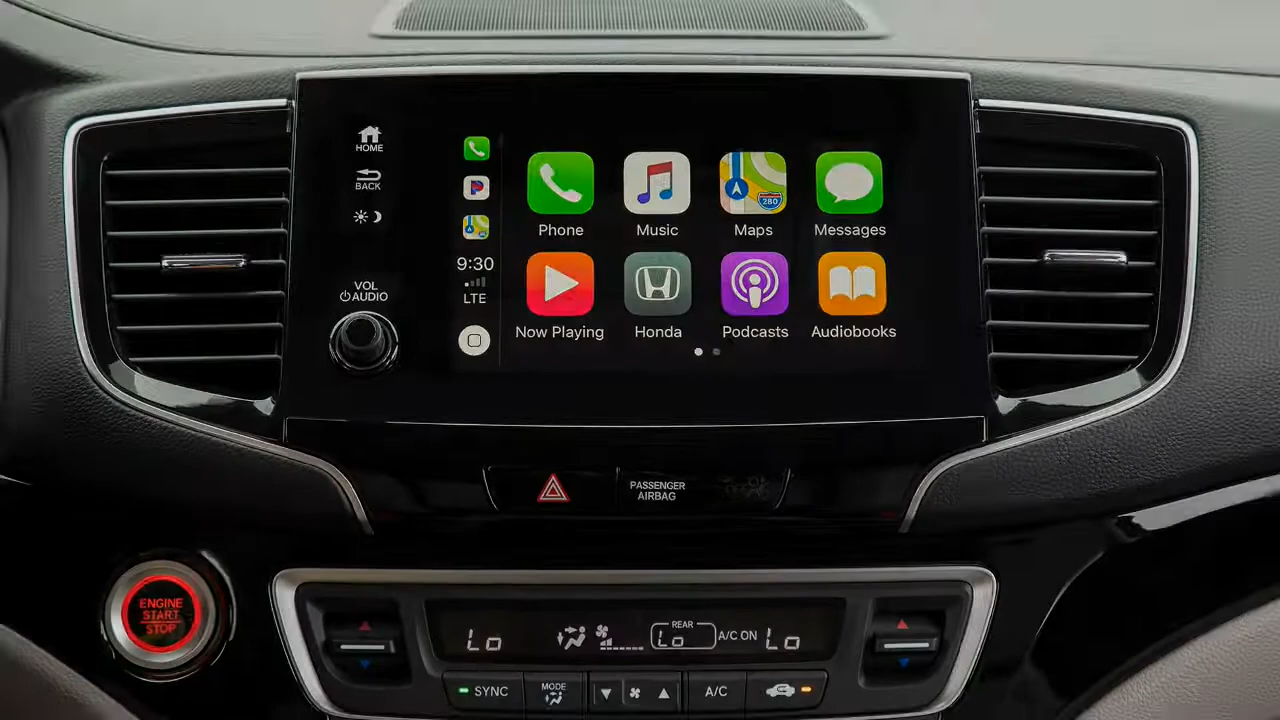 HOME
BACK
VOL
AUDIO
9:30
LTE
280
Phone Music Maps Messages
Now Playing Honda Podcasts Audiobooks
PASSENGER
AIRBAG
ENGINE
START
STOP
Lo
REAR
Lo
A/C ON
Lo
SYNC
MODE
A/C